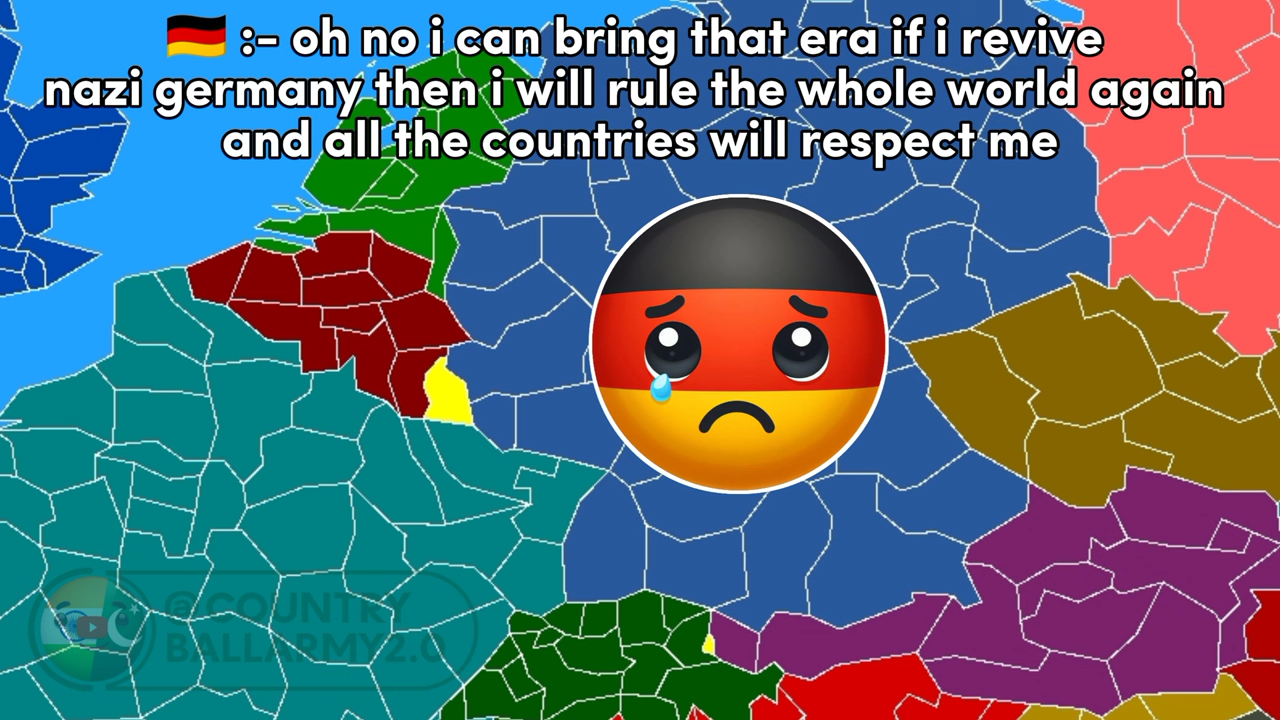 🇩🇪 :- oh no i can bring that era if i revive
nazi germany then i will rule the whole world again
and all the countries will respect me
@COUNTRY
BALLARMY2.0